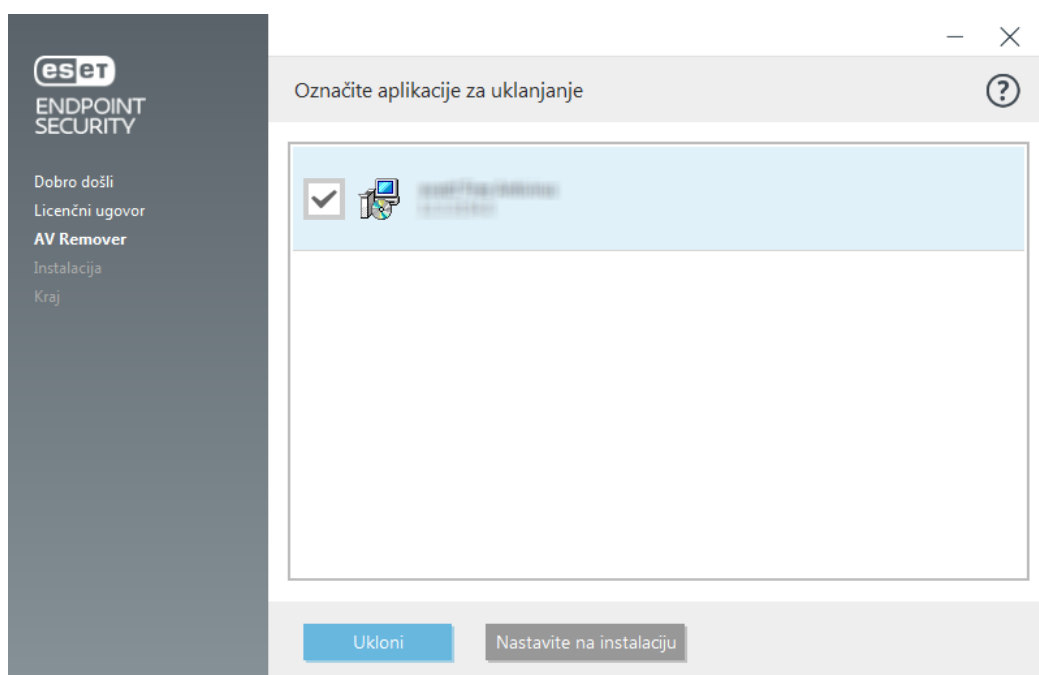 eset
ENDPOINT
SECURITY
Dobro došli
Licenčni ugovor
AV Remover
Instalacija
Kraj
Označite aplikacije za uklanjanje
?
Ukloni
Nastavite na instalaciju